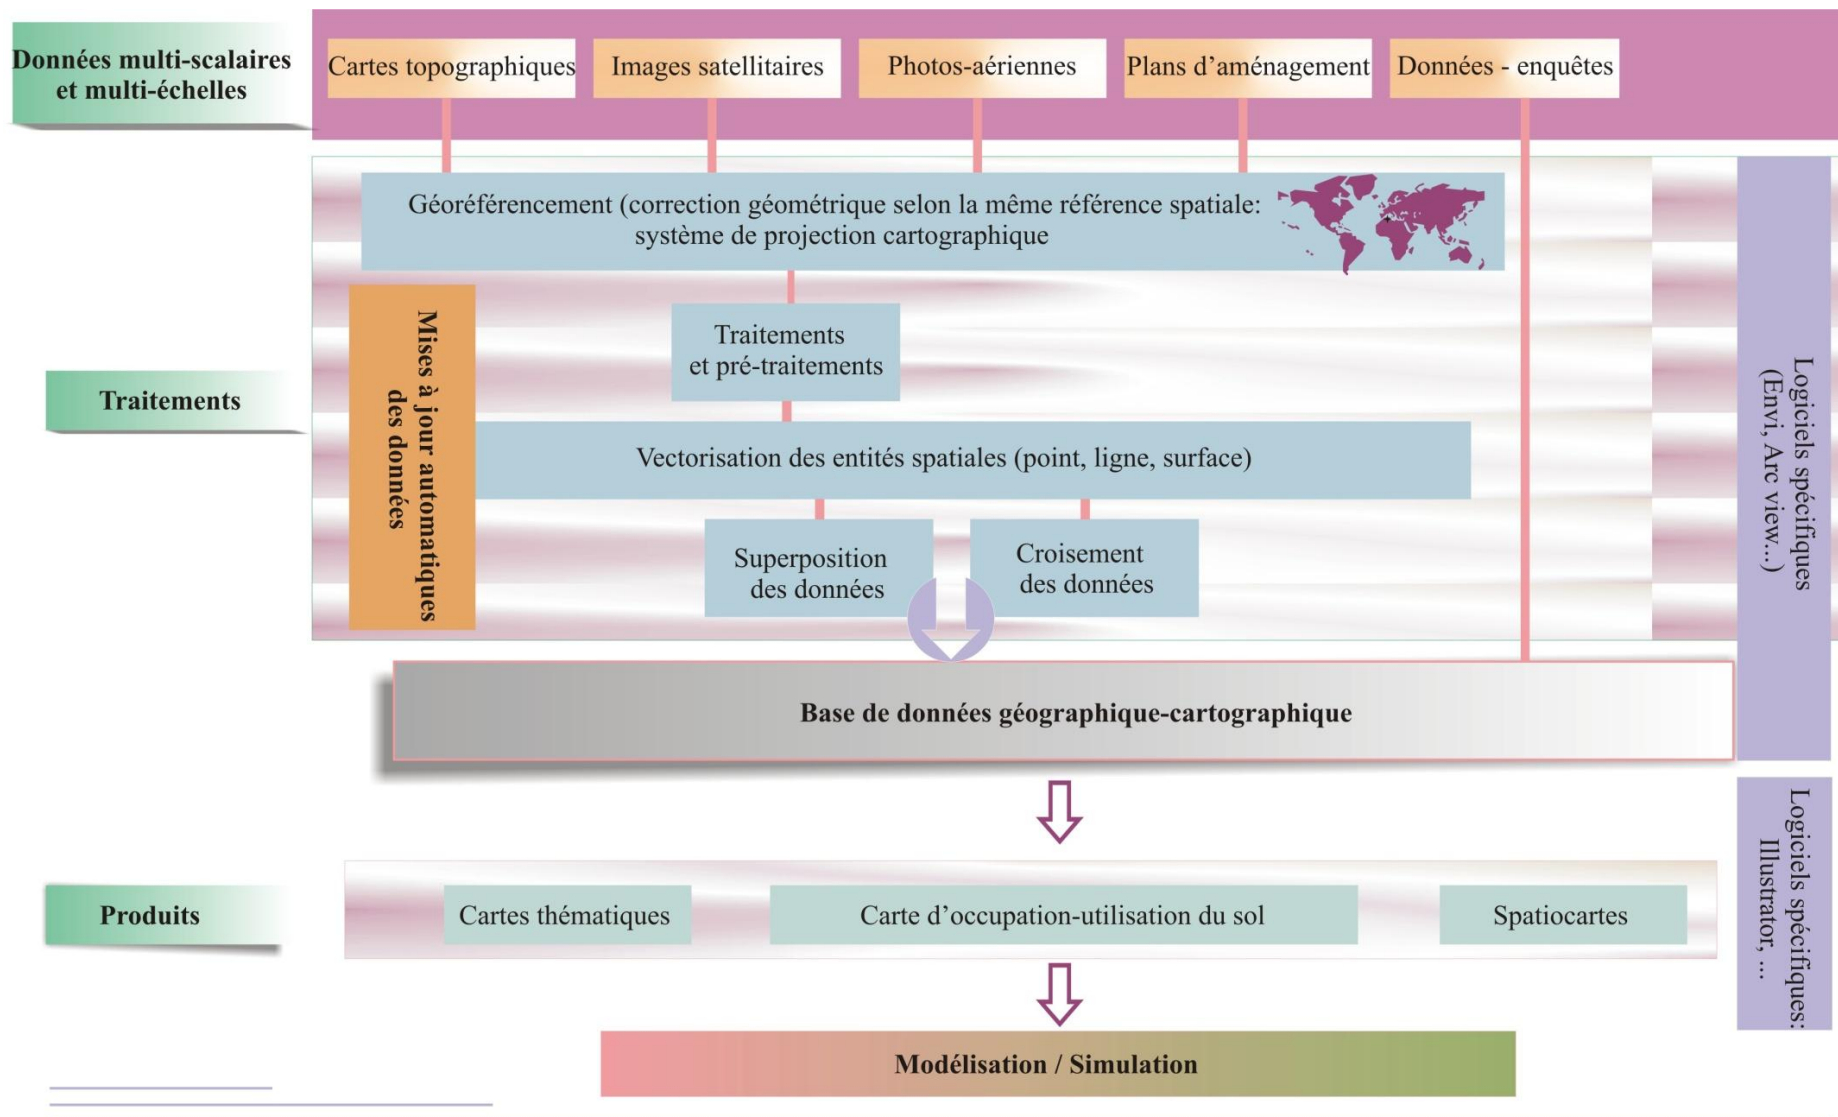 Données multi-scalaires
et multi-échelles
Cartes topographiques
Images satellitaires
Photos-aériennes
Plans d’aménagement
Données - enquêtes
Géoréférencement (correction géométrique selon la même référence spatiale:
système de projection cartographique
Traitements
et pré-traitements
Mises à jour automatiques
des données
Traitements
Vectorisation des entités spatiales (point, ligne, surface)
Superposition
des données
Croisement
des données
Logiciels spécifiques
(Envi, Arc view...)
Base de données géographique-cartographique
Logiciels spécifiques:
Illustrator, ...
Produits
Cartes thématiques
Carte d’occupation-utilisation du sol
Spatiocartes
Modélisation / Simulation